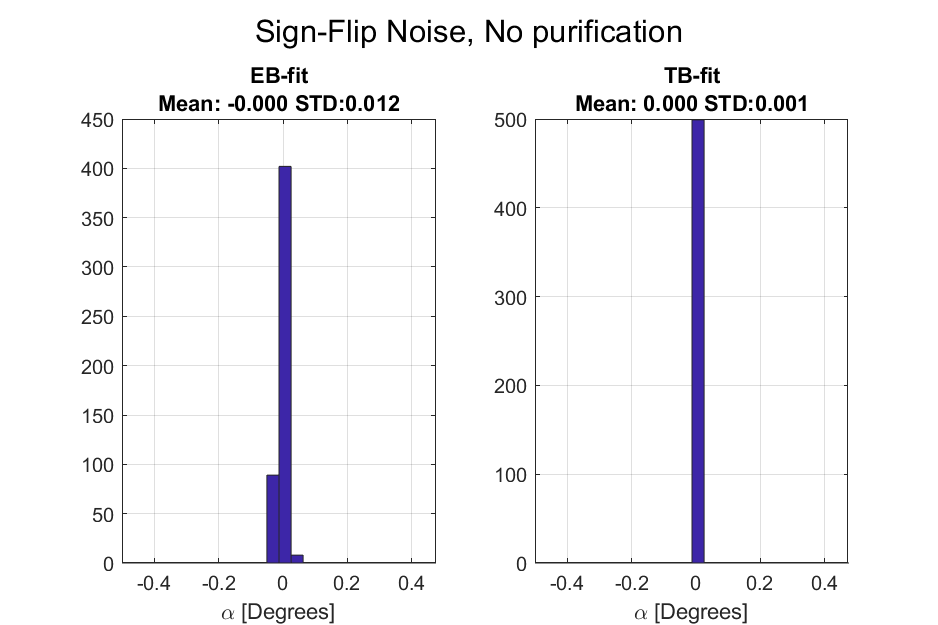 Sign-Flip Noise, No purification
EB-fit
Mean: -0.000 STD:0.012
450
400
350
300
250
200
150
100
50
0
-0.4 -0.2 0 0.2 0.4
α [Degrees]
TB-fit
Mean: 0.000 STD:0.001
500
400
300
200
100
0
-0.4 -0.2 0 0.2 0.4
α [Degrees]